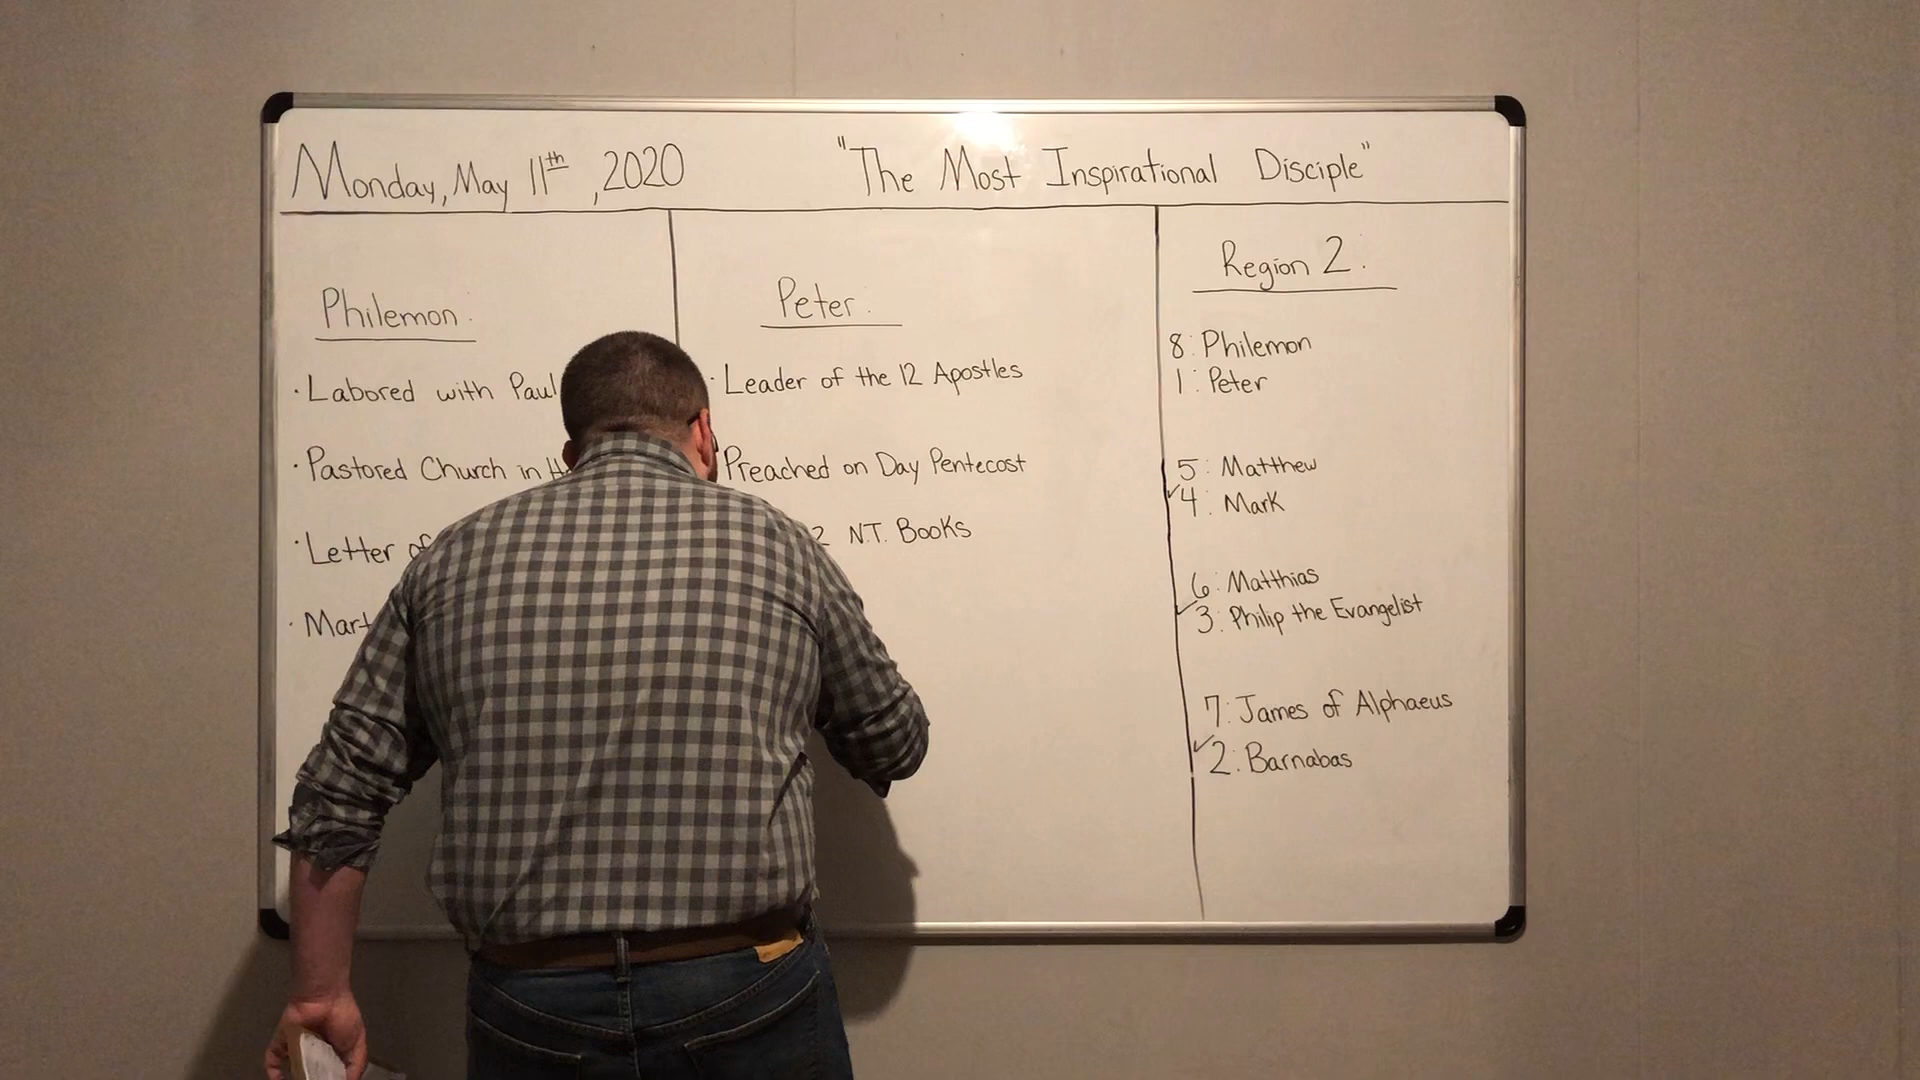 Monday, May 11th, 2020
"The Most Inspirational Disciple"
Philemon.
· Labored with Paul
· Pastored Church in
· Letter of
·
Peter.
· Leader of the 12 Apostles
Preached on Day Pentecost
2 N.T. Books
Region 2.
8: Philemon
1: Peter
5: Matthew
✓4: Mark
6: Matthias
✓3: Philip the Evangelist
7: James of Alphaeus
✓2: Barnabas